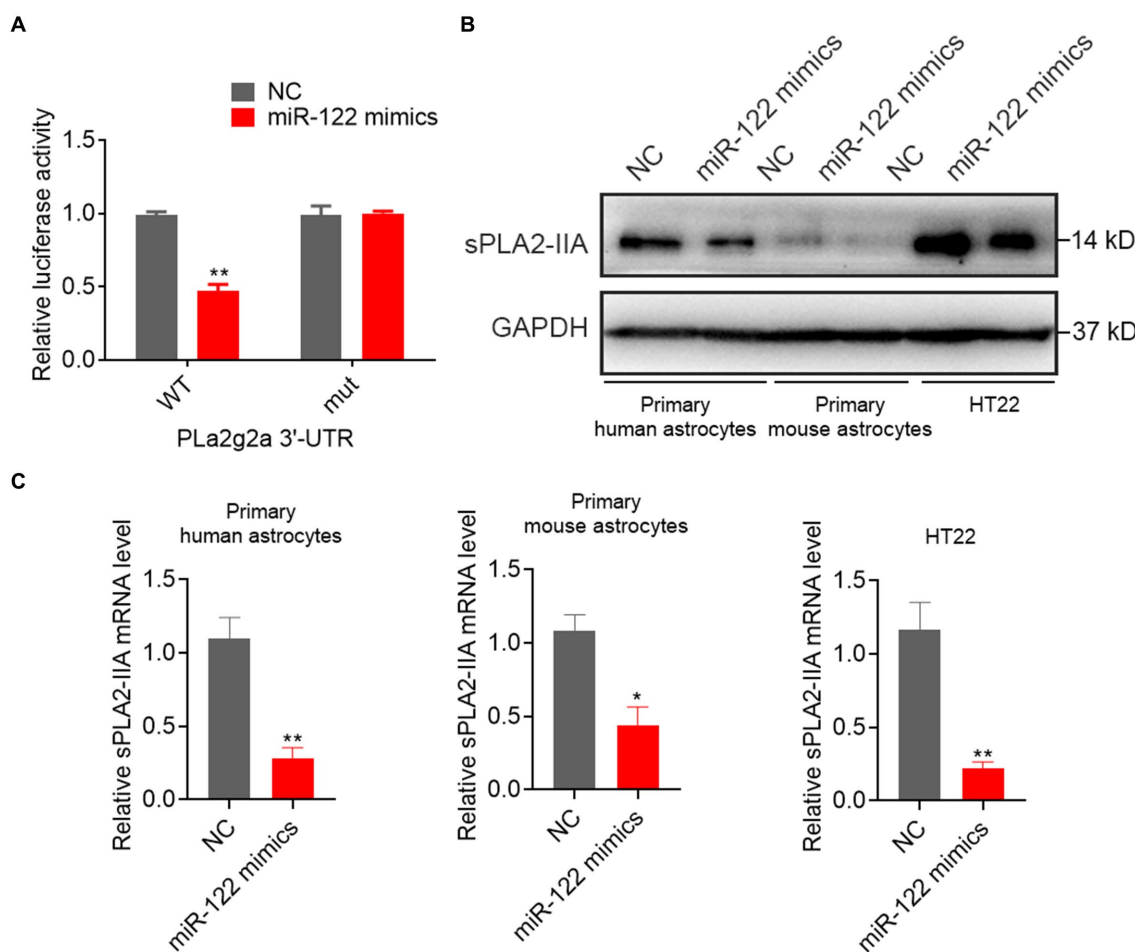 A
NC
miR-122 mimics
Relative luciferase activity
1.5
1.0
0.5
0.0
**
WT
mut
PLa2g2a 3'-UTR
B
NC
miR-122 mimics
NC
miR-122 mimics
NC
miR-122 mimics
sPLA2-IIA
14 kD
GAPDH
37 kD
Primary
human astrocytes
Primary
mouse astrocytes
HT22
C
Primary
human astrocytes
Relative sPLA2-IIA mRNA level
1.5
1.0
0.5
0.0
**
NC
miR-122 mimics
Primary
mouse astrocytes
Relative sPLA2-IIA mRNA level
1.5
1.0
0.5
0.0
*
NC
miR-122 mimics
HT22
Relative sPLA2-IIA mRNA level
1.5
1.0
0.5
0.0
**
NC
miR-122 mimics